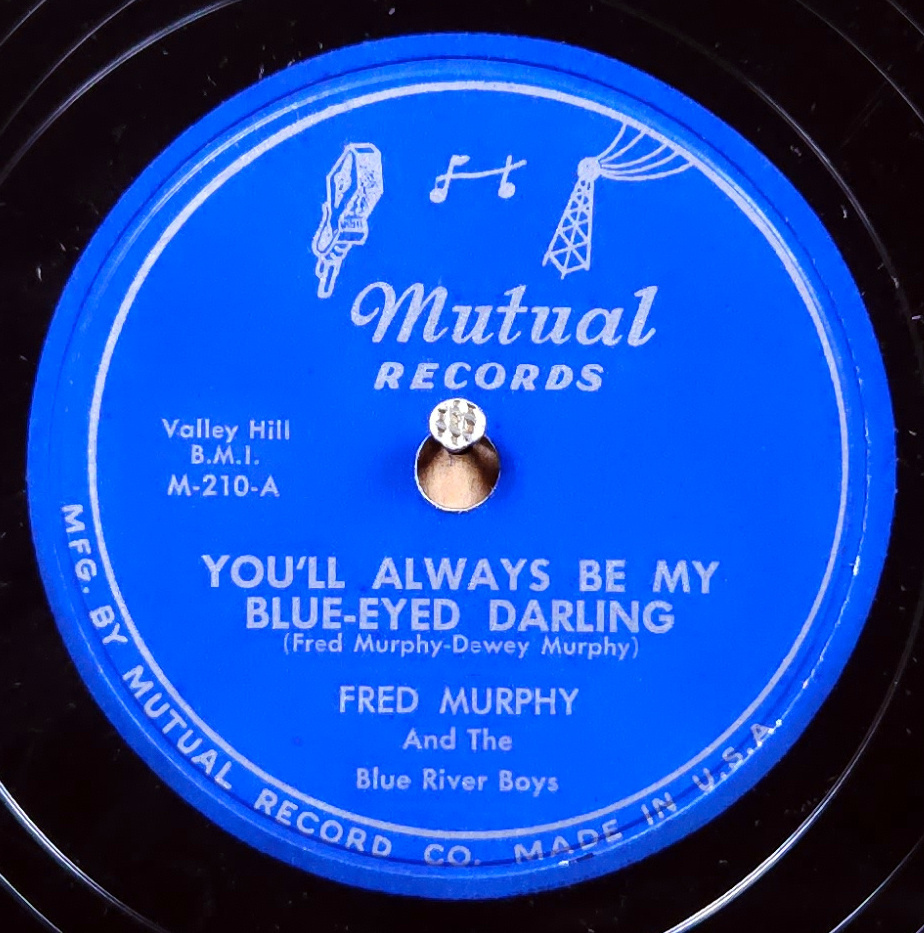 Mutual
RECORDS
Valley Hill
B.M.I.
M-210-A
YOU'LL ALWAYS BE MY
BLUE-EYED DARLING
(Fred Murphy-Dewey Murphy)
FRED MURPHY
And The
Blue River Boys
MFG. BY MUTUAL RECORD CO. MADE IN U.S.A.